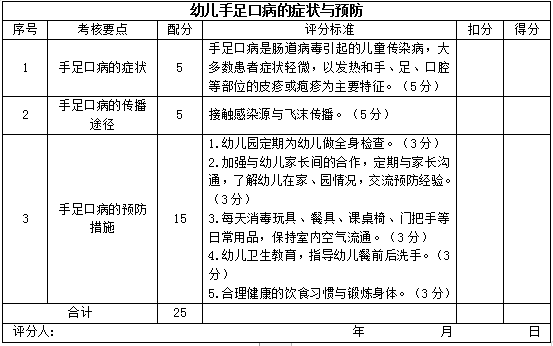 幼儿手足口病的症状与预防
序号 考核要点 配分 评分标准 扣分 得分
1 手足口病的症状 5 手足口病是肠道病毒引起的儿童传染病，大
多数患者症状轻微，以发热和手、足、口腔
等部位的皮疹或疱疹为主要特征。（5分）
2 手足口病的传播
途径 5 接触感染源与飞沫传播。（5分）
3 手足口病的预防
措施 15 1.幼儿园定期为幼儿做全身检查。（3分）
2.加强与幼儿家长间的合作，定期与家长沟
通，了解幼儿在家、园情况，交流预防经验。
（3分）
3.每天消毒玩具、餐具、课桌椅、门把手等
日常用品，保持室内空气流通。（3分）
4.幼儿卫生教育，指导幼儿餐前后洗手。（3
分）
5.合理健康的饮食习惯与锻炼身体。（3分）
合计 25
评分人： 年 月 日